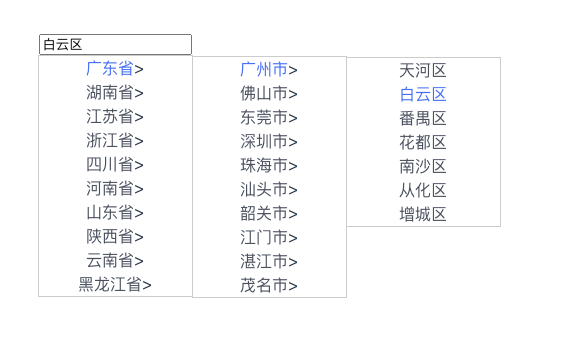 白云区
广东省>
湖南省>
江苏省>
浙江省>
四川省>
河南省>
山东省>
陕西省>
云南省>
黑龙江省>
广州市>
佛山市>
东莞市>
深圳市>
珠海市>
汕头市>
韶关市>
江门市>
湛江市>
茂名市>
天河区
白云区
番禺区
花都区
南沙区
从化区
增城区